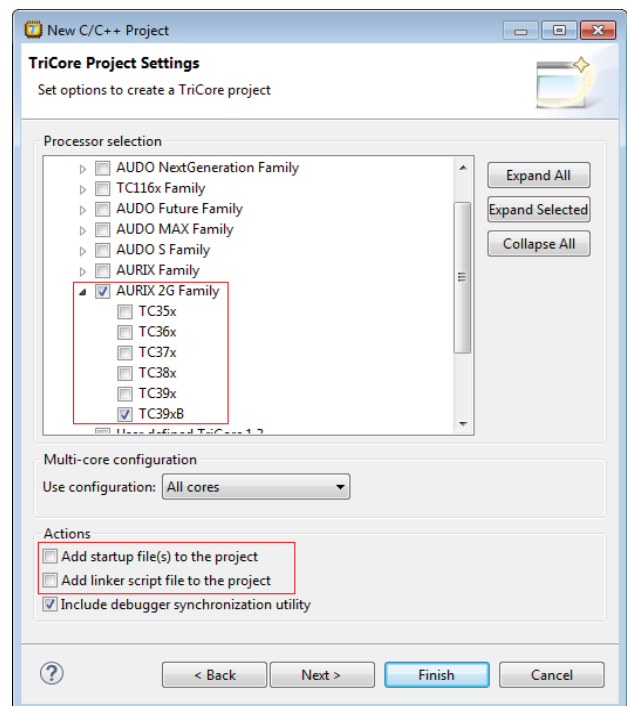 New C/C++ Project
TriCore Project Settings
Set options to create a TriCore project
Processor selection
AUDO NextGeneration Family
TC116x Family
AUDO Future Family
AUDO MAX Family
AUDO S Family
AURIX Family
AURIX 2G Family
TC35x
TC36x
TC37x
TC38x
TC39x
TC39xB
Expand All
Expand Selected
Collapse All
Multi-core configuration
Use configuration: All cores
Actions
Add startup file(s) to the project
Add linker script file to the project
Include debugger synchronization utility
? < Back Next > Finish Cancel